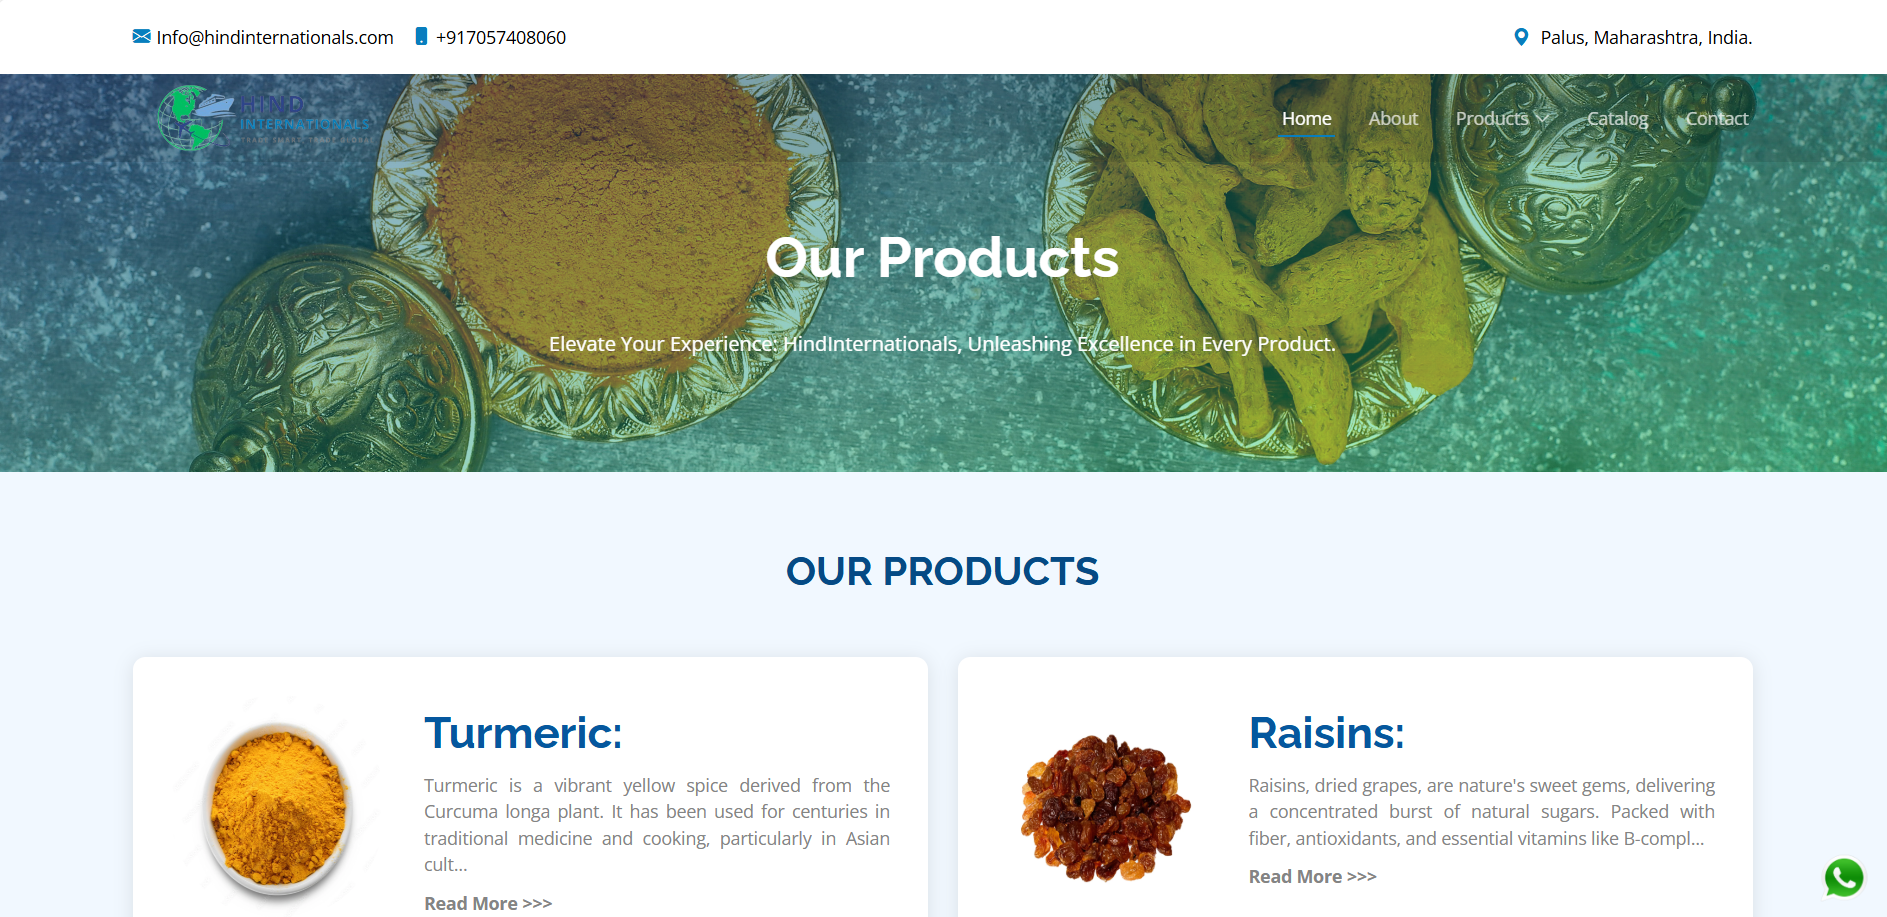 Info@hindinternationals.com +917057408060 Palus, Maharashtra, India.
HIND
INTERNATIONALS
Home About Products Catalog Contact
Our Products
Elevate Your Experience: HindInternationals, Unleashing Excellence in Every Product.
OUR PRODUCTS
Turmeric:
Turmeric is a vibrant yellow spice derived from the
Curcuma longa plant. It has been used for centuries in
traditional medicine and cooking, particularly in Asian
cult...
Read More >>>
Raisins:
Raisins, dried grapes, are nature's sweet gems, delivering
a concentrated burst of natural sugars. Packed with
fiber, antioxidants, and essential vitamins like B-compl...
Read More >>>